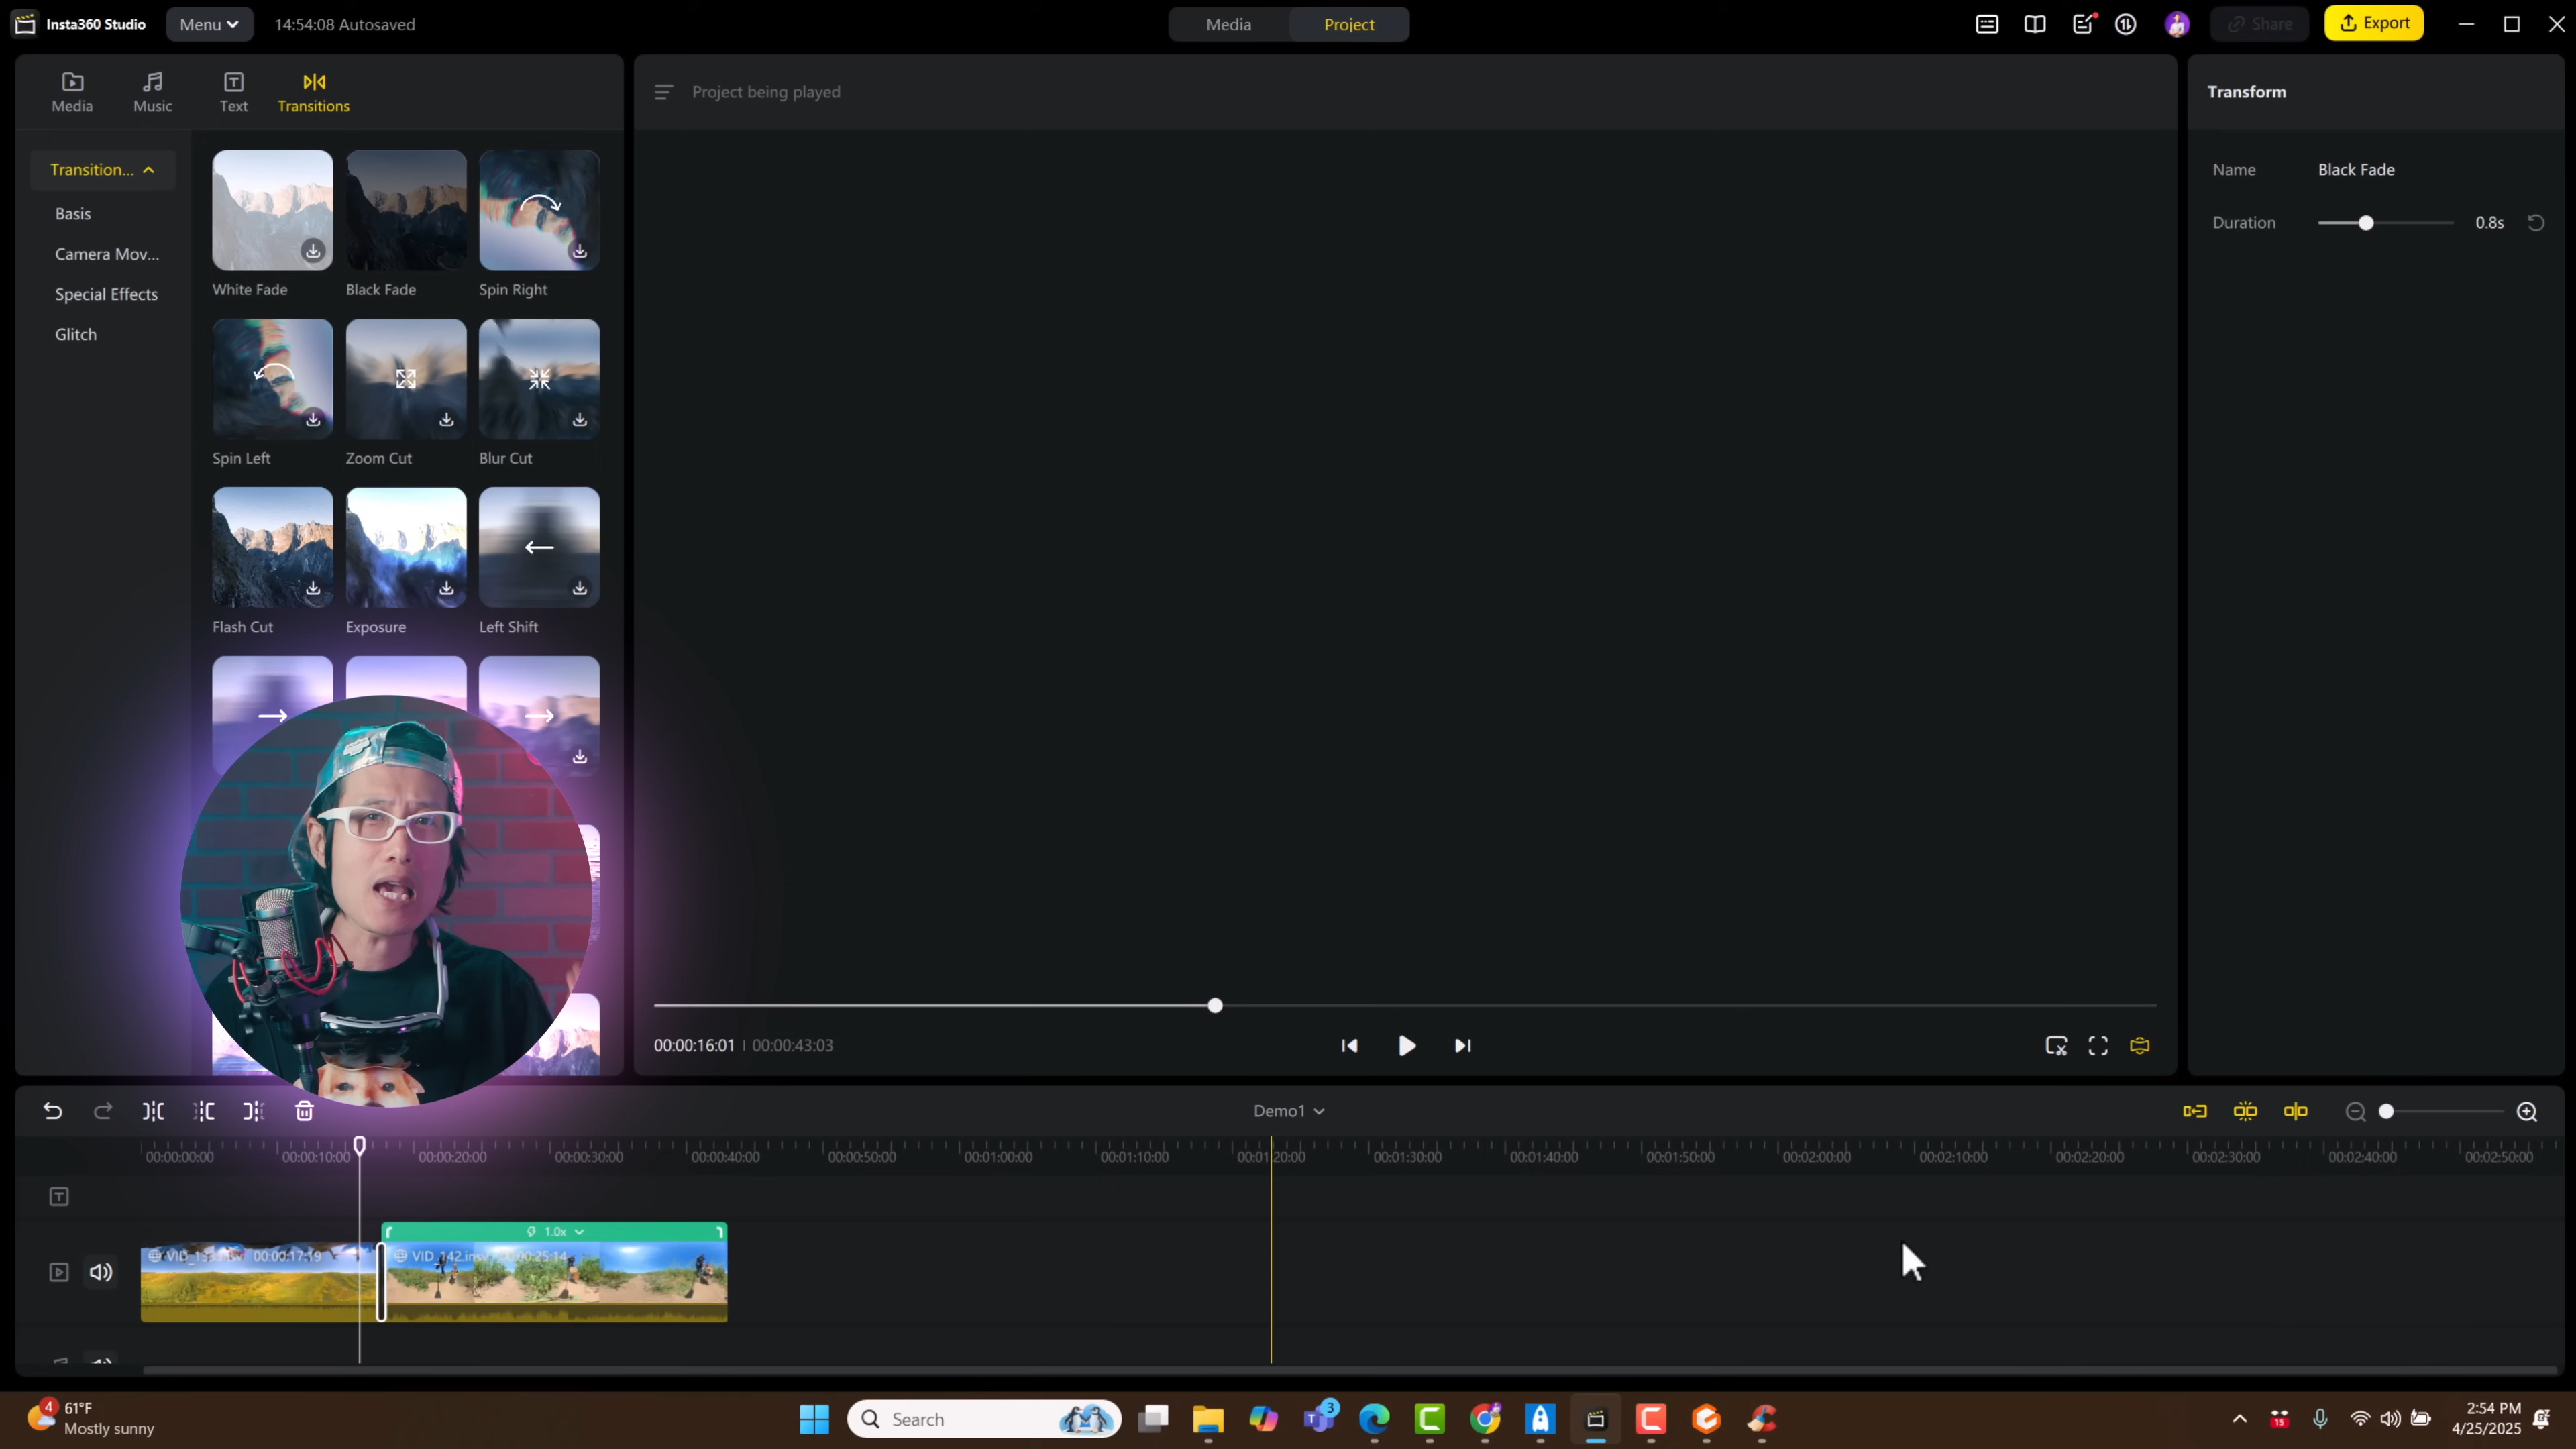 Insta360 Studio
Menu
14:54:08 Autosaved
Media
Project
Share
Export
Media
Music
Text
Transitions
Project being played
Transform
Transition...
Basis
Camera Mov...
Special Effects
Glitch
White Fade
Black Fade
Spin Right
Spin Left
Zoom Cut
Blur Cut
Flash Cut
Exposure
Left Shift
Name
Black Fade
Duration
0.8s
00:00:16:01
00:00:43:03
Demo1
00:00:00:00
00:00:10:00
00:00:20:00
00:00:30:00
00:00:40:00
00:00:50:00
00:01:00:00
00:01:10:00
00:01:20:00
00:01:30:00
00:01:40:00
00:01:50:00
00:02:00:00
00:02:10:00
00:02:20:00
00:02:30:00
00:02:40:00
00:02:50:00
1.0x
00:00:17:19
VID_142.insv 00:00:25:14
4
61°F
Mostly sunny
Search
3
15
2:54 PM
4/25/2025